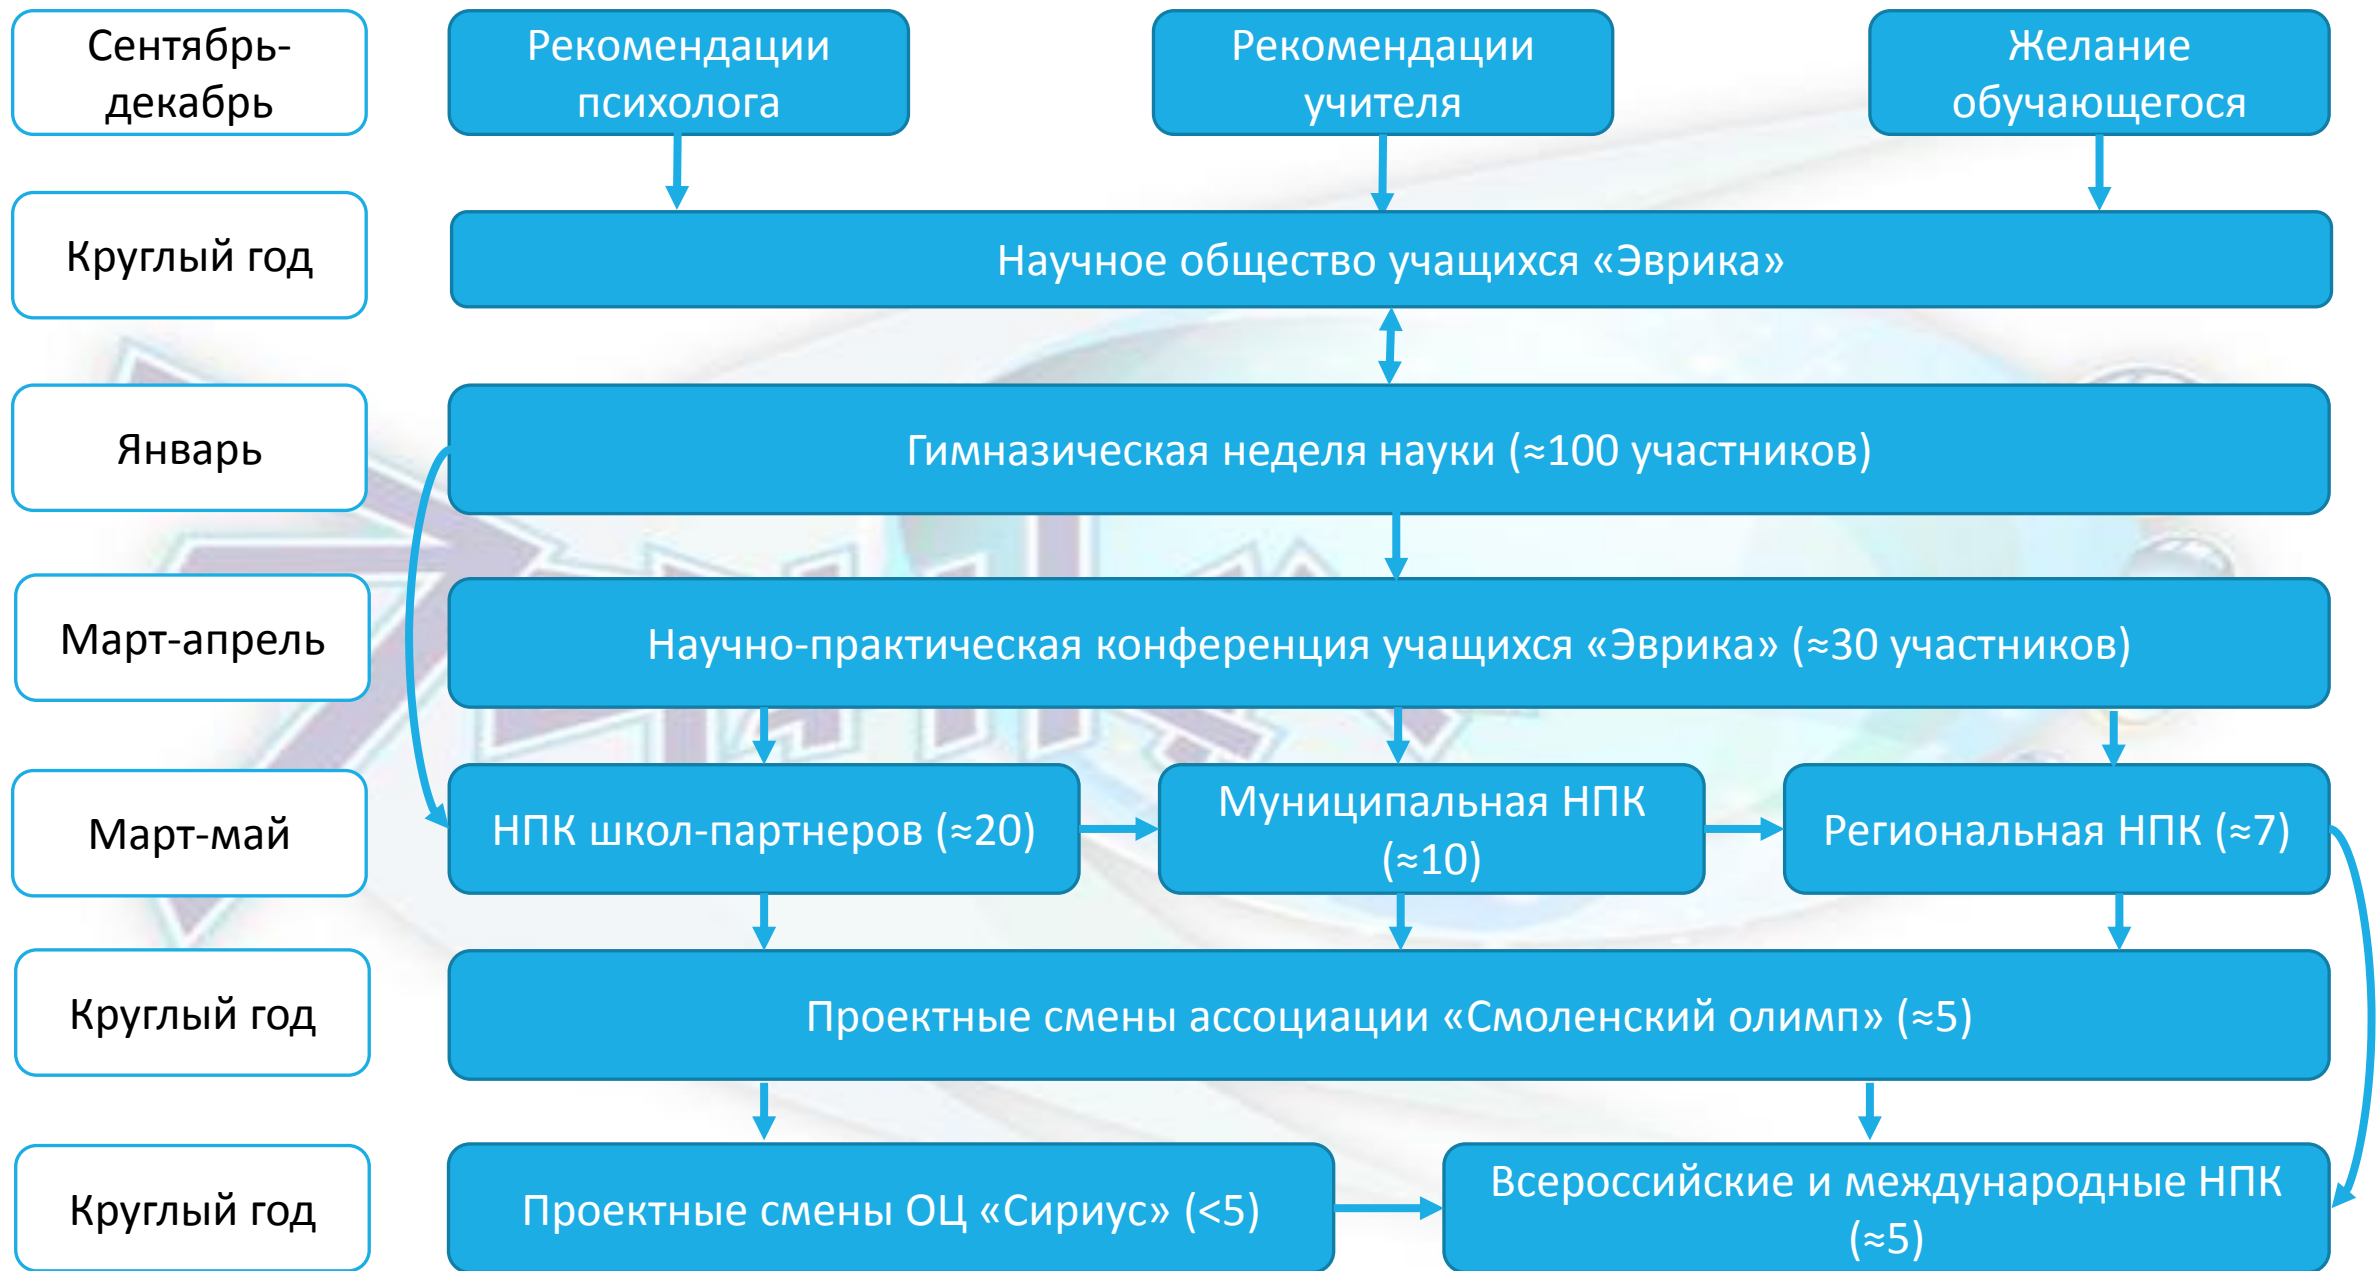 Сентябрь-
декабрь
Рекомендации
психолога
Рекомендации
учителя
Желание
обучающегося
Круглый год
Научное общество учащихся «Эврика»
Январь
Гимназическая неделя науки (≈100 участников)
Март-апрель
Научно-практическая конференция учащихся «Эврика» (≈30 участников)
Март-май
НПК школ-партнеров (≈20)
Муниципальная НПК
(≈10)
Региональная НПК (≈7)
Круглый год
Проектные смены ассоциации «Смоленский олимп» (≈5)
Круглый год
Проектные смены ОЦ «Сириус» (<5)
Всероссийские и международные НПК
(≈5)